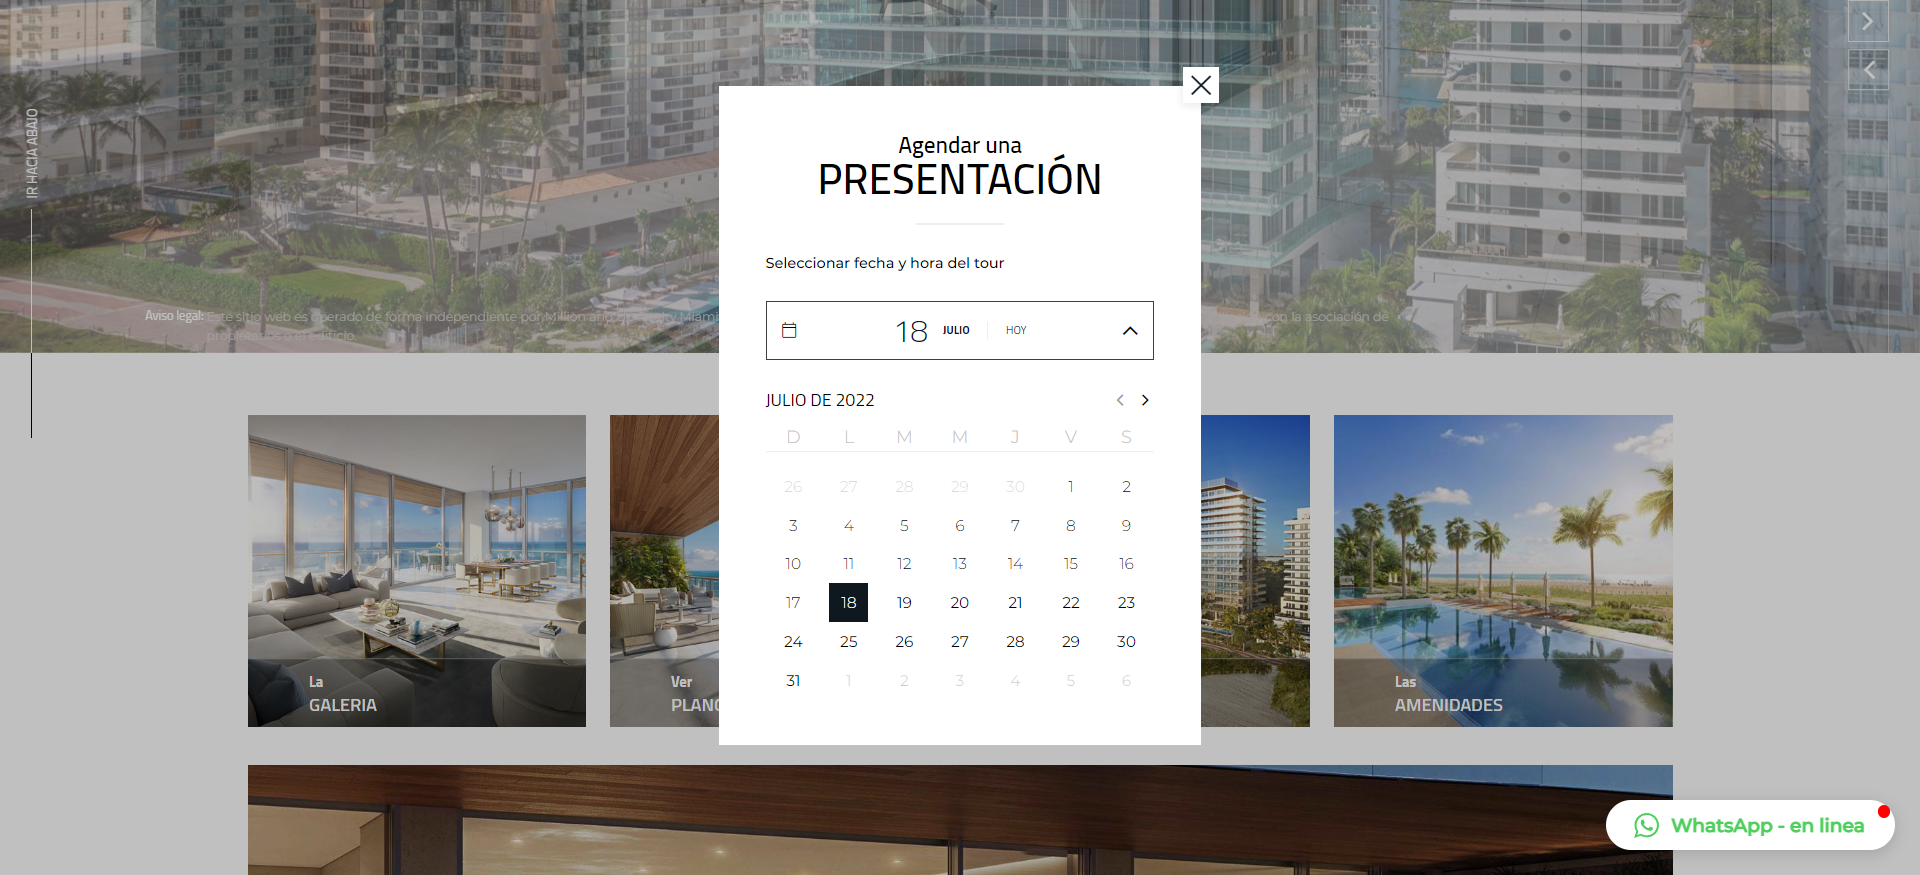 IR HACIA ABAJO
Agendar una
PRESENTACIÓN
Seleccionar fecha y hora del tour
18 JULIO HOY
Aviso legal: Este sitio web es operado de forma independiente por Million and Up Realty Miami
con la asociación de
propietarios o el edificio.
JULIO DE 2022
D L M M J V S
26 27 28 29 30 1 2
3 4 5 6 7 8 9
10 11 12 13 14 15 16
17 18 19 20 21 22 23
24 25 26 27 28 29 30
31 1 2 3 4 5 6
La
GALERIA
Ver
Las
AMENIDADES
WhatsApp - en linea